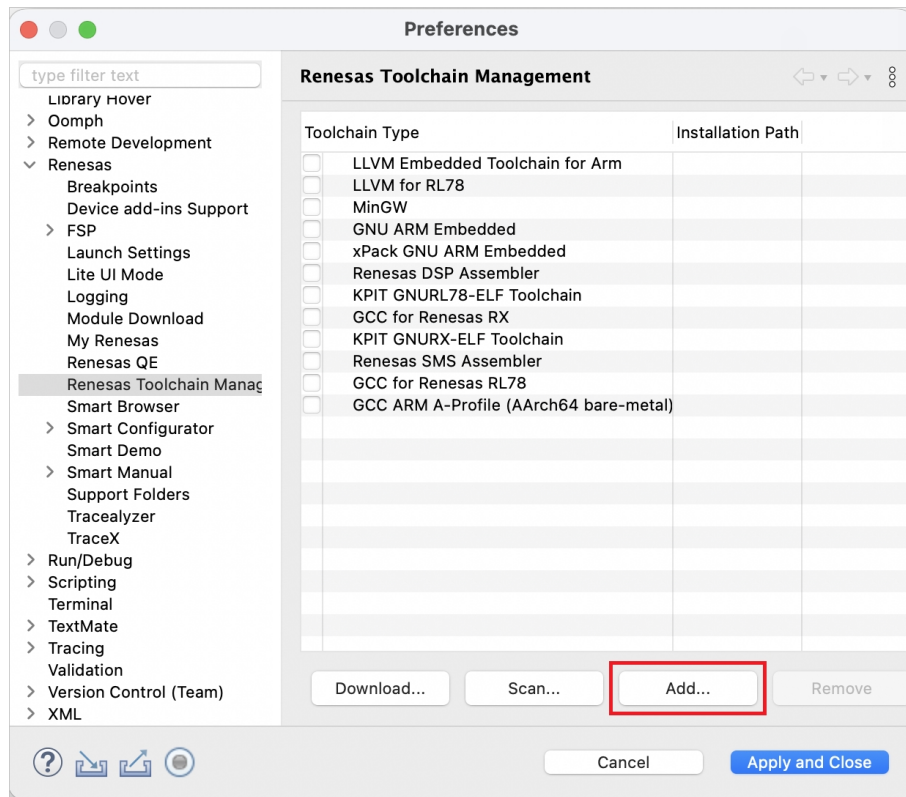 Preferences
type filter text
Library Hover
Oomph
Remote Development
Renesas
Breakpoints
Device add-ins Support
FSP
Launch Settings
Lite UI Mode
Logging
Module Download
My Renesas
Renesas QE
Renesas Toolchain Manag
Smart Browser
Smart Configurator
Smart Demo
Smart Manual
Support Folders
Tracealyzer
TraceX
Run/Debug
Scripting
Terminal
TextMate
Tracing
Validation
Version Control (Team)
XML
Renesas Toolchain Management
Toolchain Type Installation Path
LLVM Embedded Toolchain for Arm
LLVM for RL78
MinGW
GNU ARM Embedded
xPack GNU ARM Embedded
Renesas DSP Assembler
KPIT GNURL78-ELF Toolchain
GCC for Renesas RX
KPIT GNURX-ELF Toolchain
Renesas SMS Assembler
GCC for Renesas RL78
GCC ARM A-Profile (AArch64 bare-metal)
Download... Scan... Add... Remove
? Cancel Apply and Close